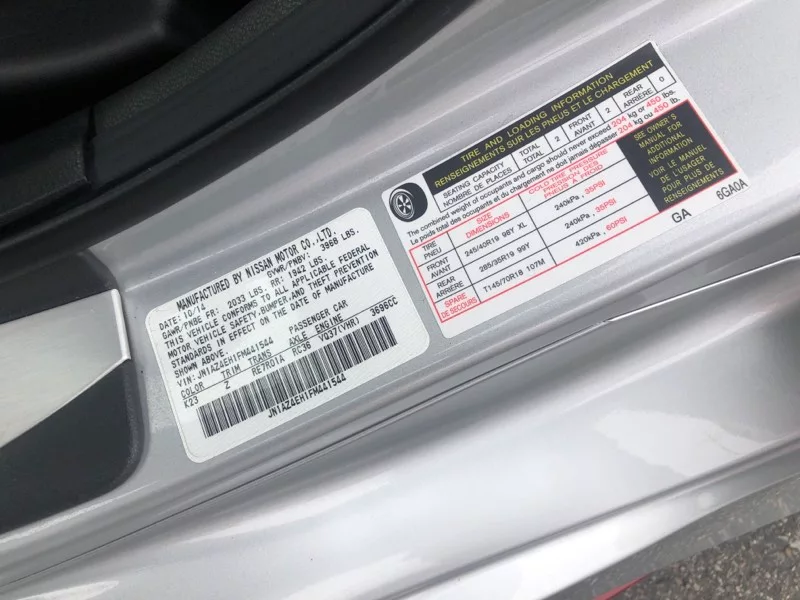 MANUFACTURED BY NISSAN MOTOR CO.,LTD.
DATE: 10/14 GVWR/PNBV: 3968 LBS.
GAWR/PNBE FR: 2033 LBS. RR: 1942 LBS.
THIS VEHICLE CONFORMS TO ALL APPLICABLE FEDERAL
MOTOR VEHICLE SAFETY,BUMPER,AND THEFT PREVENTION
STANDARDS IN EFFECT ON THE DATE OF MANUFACTURE
SHOWN ABOVE.
VIN: JN1AZ4EH1FM441544 PASSENGER CAR
COLOR TRIM TRANS AXLE ENGINE 3696CC
K23 Z RE7R01A RC36 VQ37(VHR)
JN1AZ4EH1FM441544
TIRE AND LOADING INFORMATION
RENSEIGNEMENTS SUR LES PNEUS ET LE CHARGEMENT
SEATING CAPACITY TOTAL 2 FRONT 2 REAR 0
NOMBRE DE PLACES TOTAL AVANT ARRIÈRE
The combined weight of occupants and cargo should never exceed 204 kg or 450 lbs.
Le poids total des occupants et du chargement ne doit jamais dépasser 204 kg ou 450 lb.
TIRE SIZE COLD TIRE PRESSURE
PNEU DIMENSIONS PNEUS À FROID
FRONT 245/40R19 98Y XL 240kPa, 35PSI
AVANT
REAR 285/35R19 99Y 240kPa, 35PSI
ARRIÈRE
SPARE T145/70R18 107M 420kPa, 60PSI
DE SECOURS
SEE OWNER'S
MANUAL FOR
ADDITIONAL
INFORMATION
VOIR LE MANUEL
DE L'USAGER
POUR PLUS DE
RENSEIGNEMENTS
GA 6GA0A